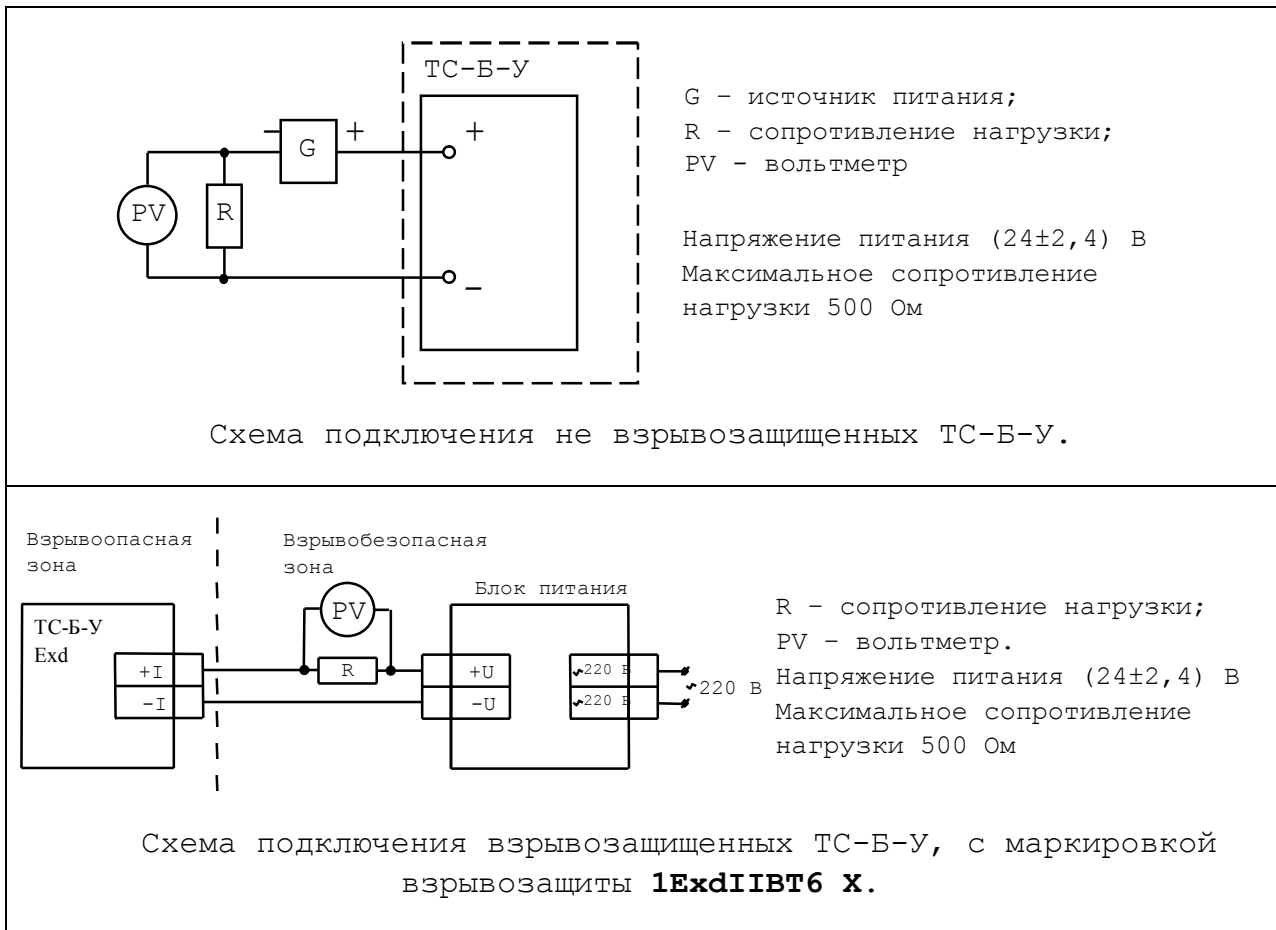 ТС-Б-У
G – источник питания;
R – сопротивление нагрузки;
PV - вольтметр
– G + +
PV R
Напряжение питания (24±2,4) В
Максимальное сопротивление
нагрузки 500 Ом
–
Схема подключения не взрывозащищенных ТС-Б-У.
Взрывоопасная
зона
Взрывобезопасная
зона
Блок питания
ТС-Б-У
Exd
PV
+I
R
+U
~220 В
-I
-U
~220 В
~220 В
R – сопротивление нагрузки;
PV – вольтметр.
Напряжение питания (24±2,4) В
Максимальное сопротивление
нагрузки 500 Ом
Схема подключения взрывозащищенных ТС-Б-У, с маркировкой
взрывозащиты 1ExdIIBT6 X.